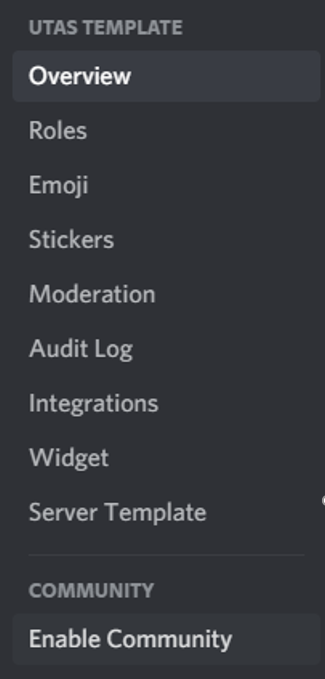 UTAS TEMPLATE
Overview
Roles
Emoji
Stickers
Moderation
Audit Log
Integrations
Widget
Server Template
COMMUNITY
Enable Community